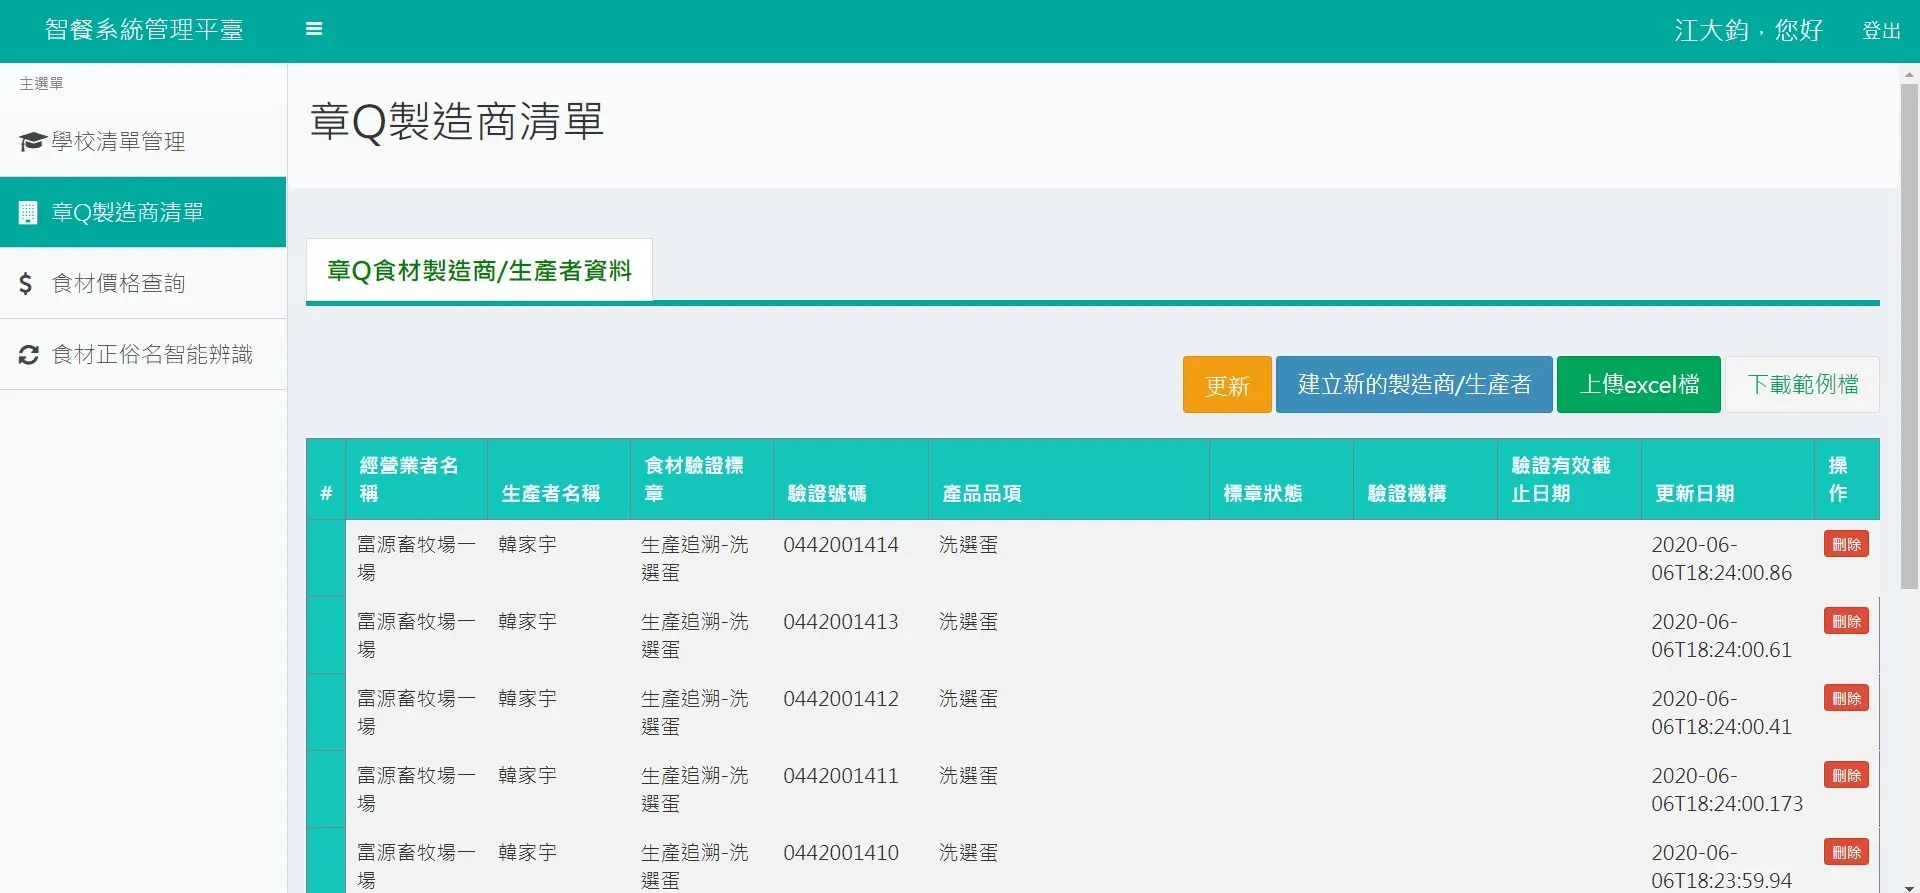 智餐系統管理平臺
江大鈞，您好
登出
主選單
學校清單管理
章Q製造商清單
食材價格查詢
食材正俗名智能辨識
章Q製造商清單
章Q食材製造商/生產者資料
更新
建立新的製造商/生產者
上傳excel檔
下載範例檔
#
經營業者名
稱
生產者名稱
食材驗證標
章
驗證號碼
產品品項
標章狀態
驗證機構
驗證有效截
止日期
更新日期
操
作
富源畜牧場一
場
韓家宇
生產追溯-洗
選蛋
0442001414
洗選蛋
2020-06-
06T18:24:00.86
刪除
富源畜牧場一
場
韓家宇
生產追溯-洗
選蛋
0442001413
洗選蛋
2020-06-
06T18:24:00.61
刪除
富源畜牧場一
場
韓家宇
生產追溯-洗
選蛋
0442001412
洗選蛋
2020-06-
06T18:24:00.41
刪除
富源畜牧場一
場
韓家宇
生產追溯-洗
選蛋
0442001411
洗選蛋
2020-06-
06T18:24:00.173
刪除
富源畜牧場一
場
韓家宇
生產追溯-洗
選蛋
0442001410
洗選蛋
2020-06-
06T18:23:59.94
刪除